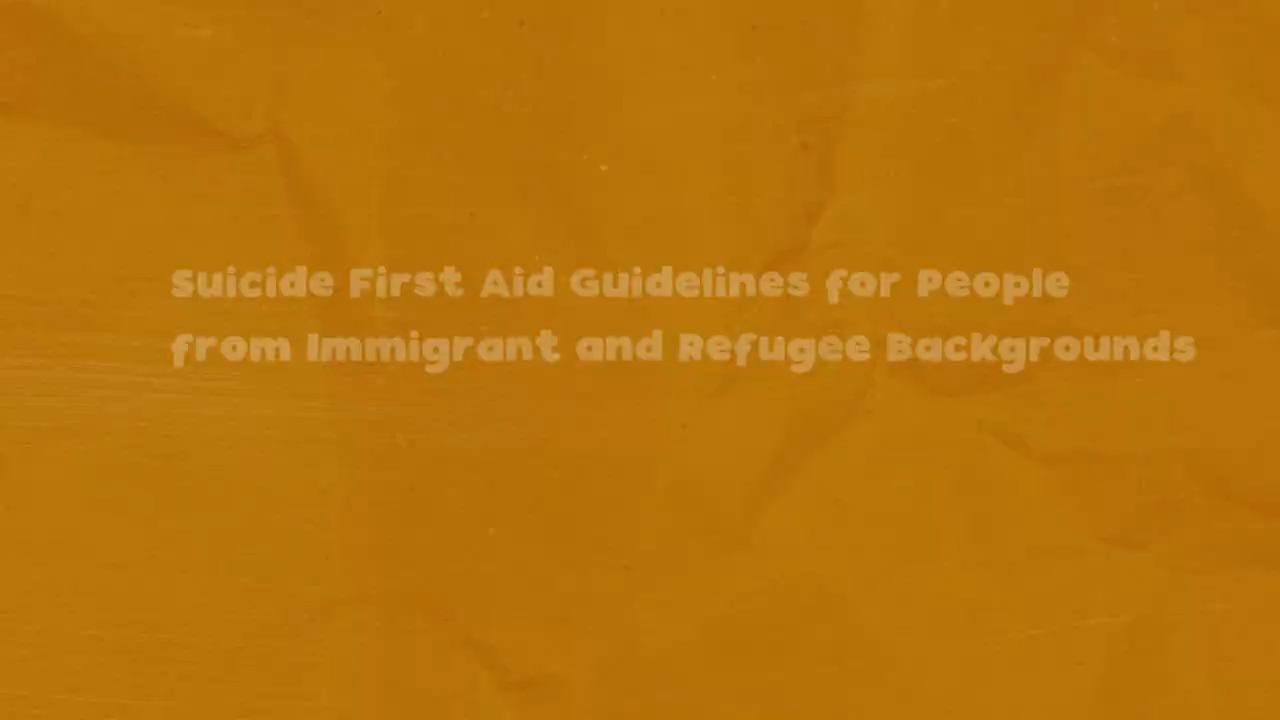 Suicide First Aid Guidelines for People
from Immigrant and Refugee Backgrounds